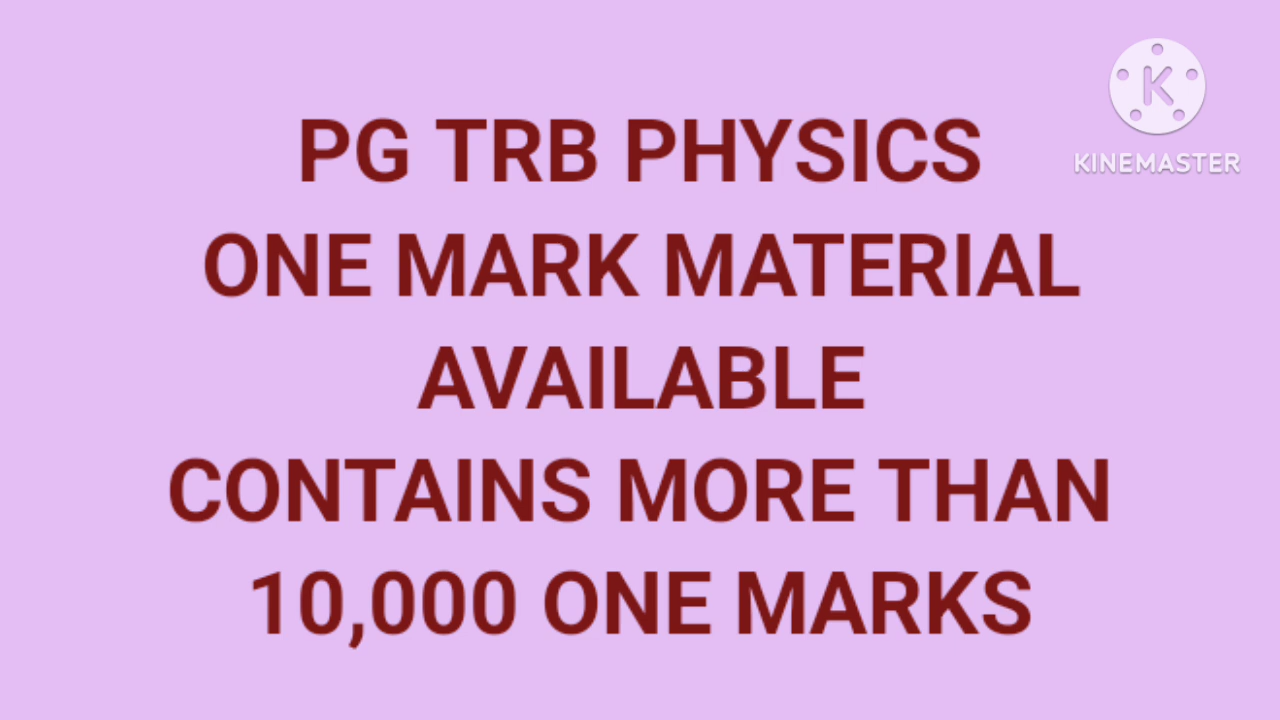 PG TRB PHYSICS
ONE MARK MATERIAL
AVAILABLE
CONTAINS MORE THAN
10,000 ONE MARKS
K
KINEMASTER